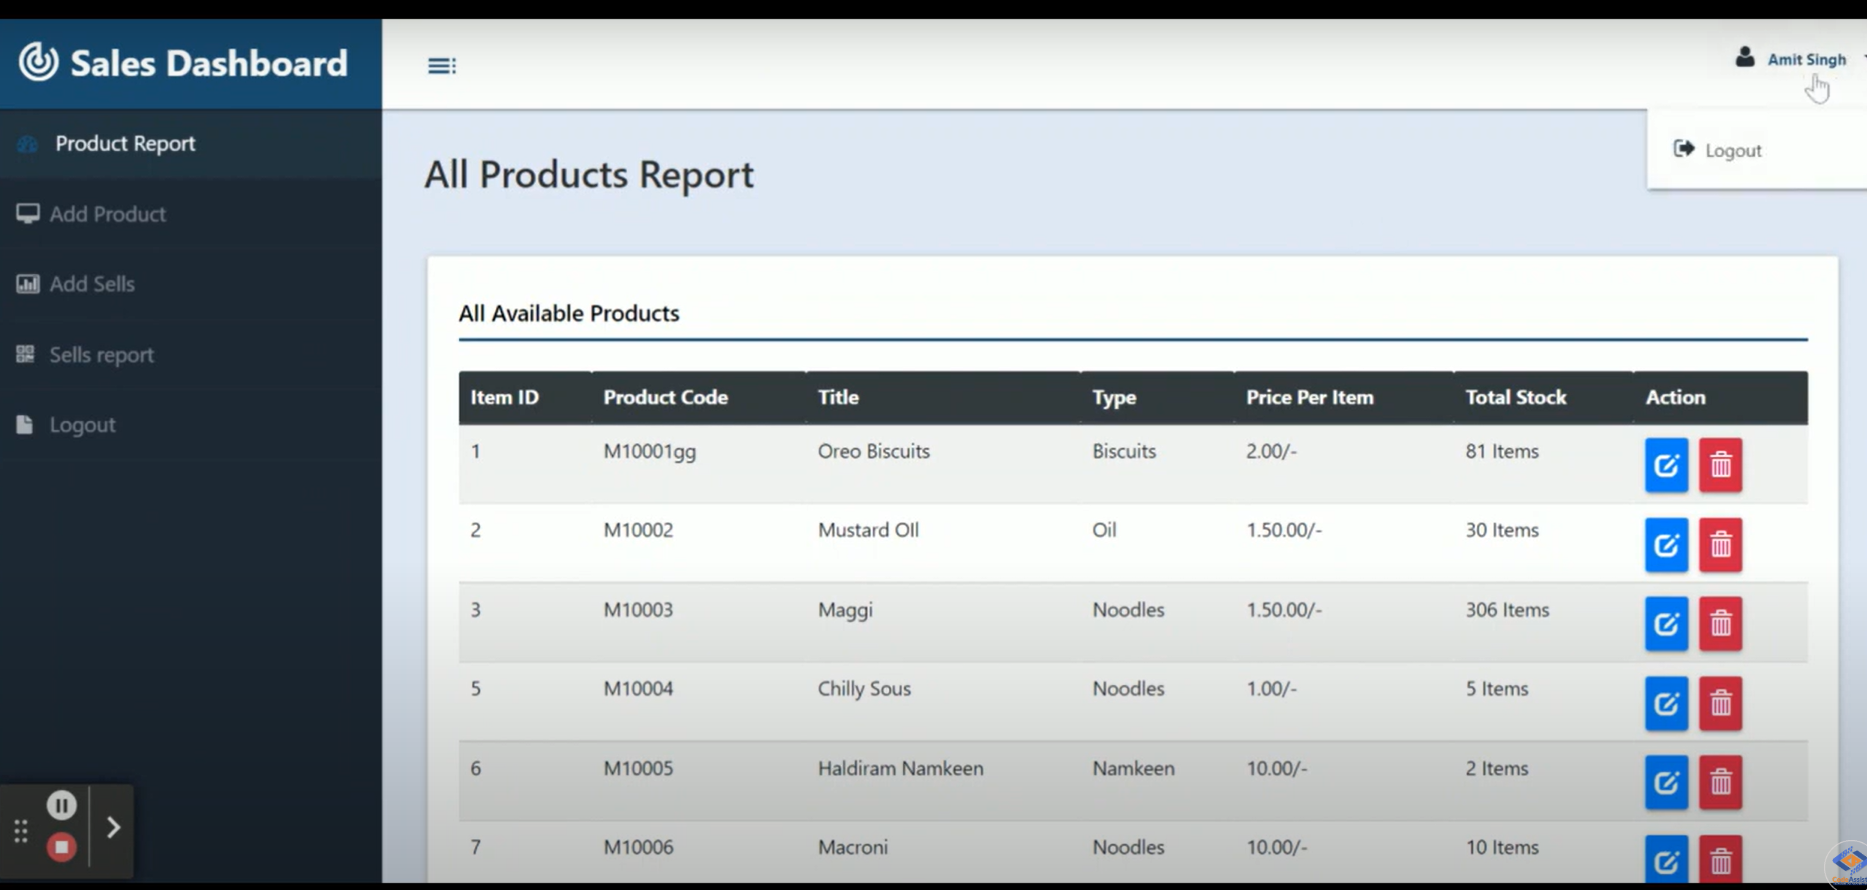 Sales Dashboard
Amit Singh
Logout
Product Report
Add Product
Add Sells
Sells report
Logout
All Products Report
All Available Products
Item ID Product Code Title Type Price Per Item Total Stock Action
1 M10001gg Oreo Biscuits Biscuits 2.00/- 81 Items
2 M10002 Mustard OIl Oil 1.50.00/- 30 Items
3 M10003 Maggi Noodles 1.50.00/- 306 Items
5 M10004 Chilly Sous Noodles 1.00/- 5 Items
6 M10005 Haldiram Namkeen Namkeen 10.00/- 2 Items
7 M10006 Macroni Noodles 10.00/- 10 Items